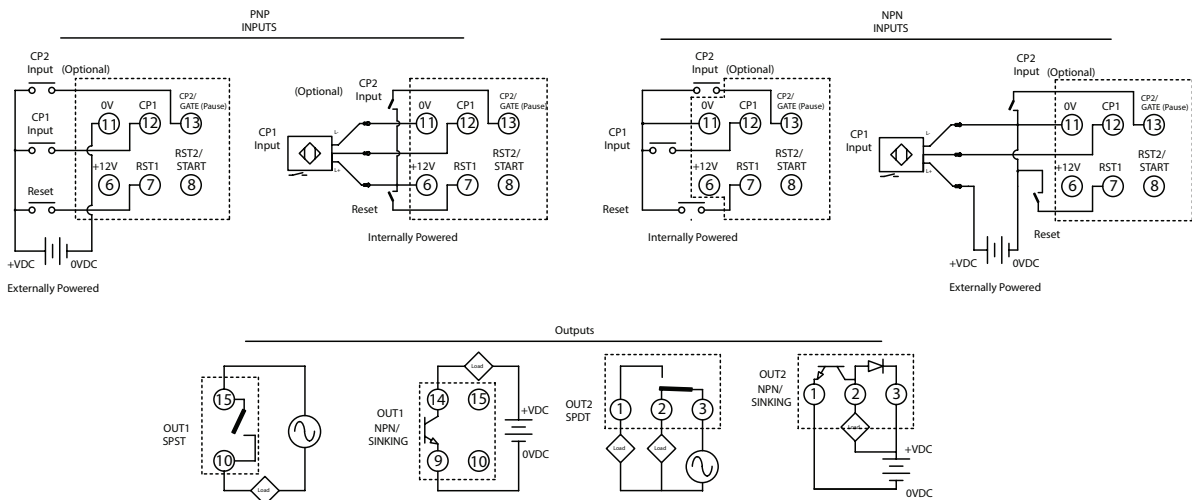 PNP
INPUTS
CP2
Input (Optional)
0V
CP1
CP2/
GATE (Pause)
11
12
13
CP1
Input
+12V
RST1
RST2/
START
6
7
8
Reset
+VDC
0VDC
Externally Powered
(Optional)
CP2
Input
0V
CP1
CP2/
GATE (Pause)
11
12
13
CP1
Input
L-
L+
+12V
RST1
RST2/
START
6
7
8
Reset
Internally Powered
NPN
INPUTS
CP2
Input (Optional)
0V
CP1
CP2/
GATE (Pause)
11
12
13
CP1
Input
+12V
RST1
RST2/
START
6
7
8
Reset
Internally Powered
CP2
Input (Optional)
0V
CP1
CP2/
GATE (Pause)
11
12
13
CP1
Input
L-
L+
+12V
RST1
RST2/
START
6
7
8
Reset
+VDC
0VDC
Externally Powered
Outputs
15
OUT1
SPST
10
Load
Load
14
15
OUT1
NPN/
SINKING
9
10
+VDC
0VDC
OUT2
SPDT
1
2
3
Load
Load
OUT2
NPN/
SINKING
1
2
3
Load
+VDC
0VDC